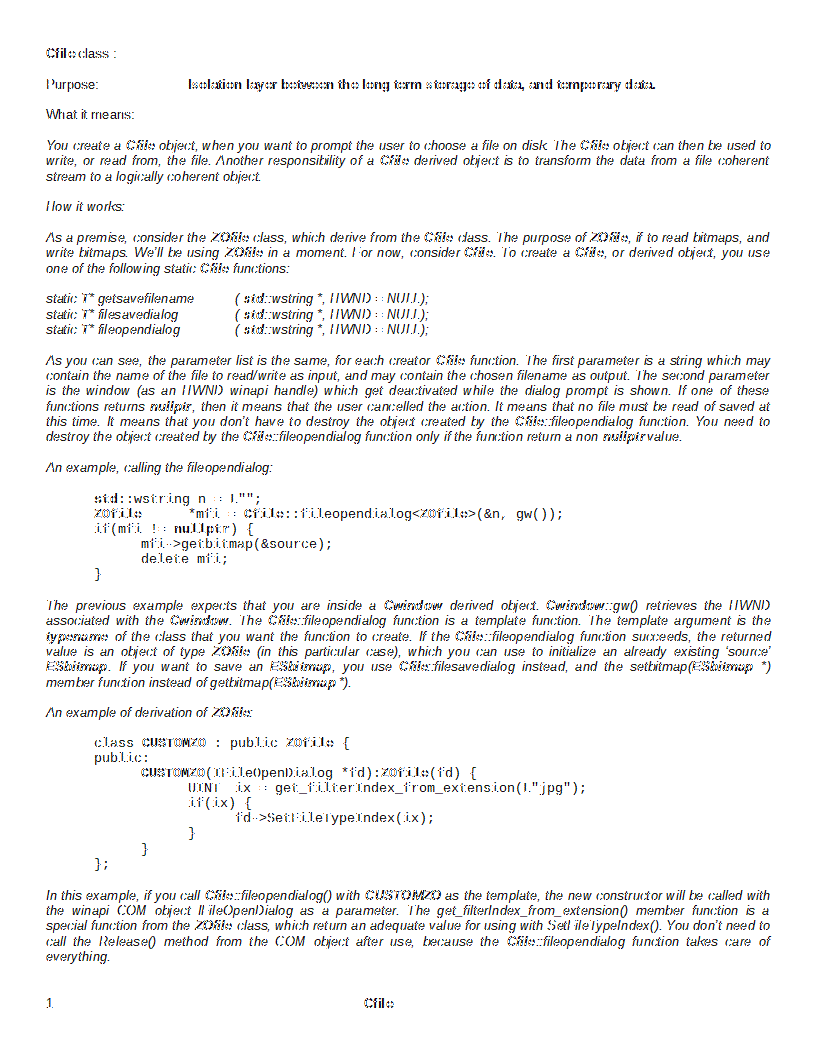 Cfile class :
Purpose: Isolation layer between the long term storage of data, and temporary data.
What it means:
You create a Cfile object, when you want to prompt the user to choose a file on disk. The Cfile object can then be used to
write, or read from, the file. Another responsibility of a Cfile derived object is to transform the data from a file coherent
stream to a logically coherent object.
How it works:
As a premise, consider the ZOfile class, which derive from the Cfile class. The purpose of ZOfile, if to read bitmaps, and
write bitmaps. We'll be using ZOfile in a moment. For now, consider Cfile. To create a Cfile, or derived object, you use
one of the following static Cfile functions:
static T* getsavefilename ( std::wstring *, HWND = NULL);
static T* filesavedialog ( std::wstring *, HWND = NULL);
static T* fileopendialog ( std::wstring *, HWND = NULL);
As you can see, the parameter list is the same, for each creator Cfile function. The first parameter is a string which may
contain the name of the file to read/write as input, and may contain the chosen filename as output. The second parameter
is the window (as an HWND winapi handle) which get deactivated while the dialog prompt is shown. If one of these
functions returns nullptr, then it means that the user cancelled the action. It means that no file must be read of saved at
this time. It means that you don't have to destroy the object created by the Cfile::fileopendialog function. You need to
destroy the object created by the Cfile::fileopendialog function only if the function return a non nullptr value.
An example, calling the fileopendialog:
std::wstring n = L"";
ZOfile *mfi = Cfile::fileopendialog<ZOfile>(&n, gw());
if(mfi != nullptr) {
mfi->getbitmap(&source);
delete mfi;
}
The previous example expects that you are inside a Cwindow derived object. Cwindow::gw() retrieves the HWND
associated with the Cwindow. The Cfile::fileopendialog function is a template function. The template argument is the
typename of the class that you want the function to create. If the Cfile::fileopendialog function succeeds, the returned
value is an object of type ZOfile (in this particular case), which you can use to initialize an already existing 'source'
ESbitmap. If you want to save an ESbitmap, you use Cfile::filesavedialog instead, and the setbitmap(ESbitmap *)
member function instead of getbitmap(ESbitmap *).
An example of derivation of ZOfile:
class CUSTOMZO : public ZOfile {
public:
CUSTOMZO(IFileOpenDialog *fd):ZOfile(fd) {
UINT ix = get_filterIndex_from_extension(L"jpg");
if(ix) {
fd->SetFileTypeIndex(ix);
}
}
};
In this example, if you call Cfile::fileopendialog() with CUSTOMZO as the template, the new constructor will be called with
the winapi COM object IFileOpenDialog as a parameter. The get_filterIndex_from_extension() member function is a
special function from the ZOfile class, which return an adequate value for using with SetFileTypeIndex(). You don't need to
call the Release() method from the COM object after use, because the Cfile::fileopendialog function takes care of
everything.
1 Cfile